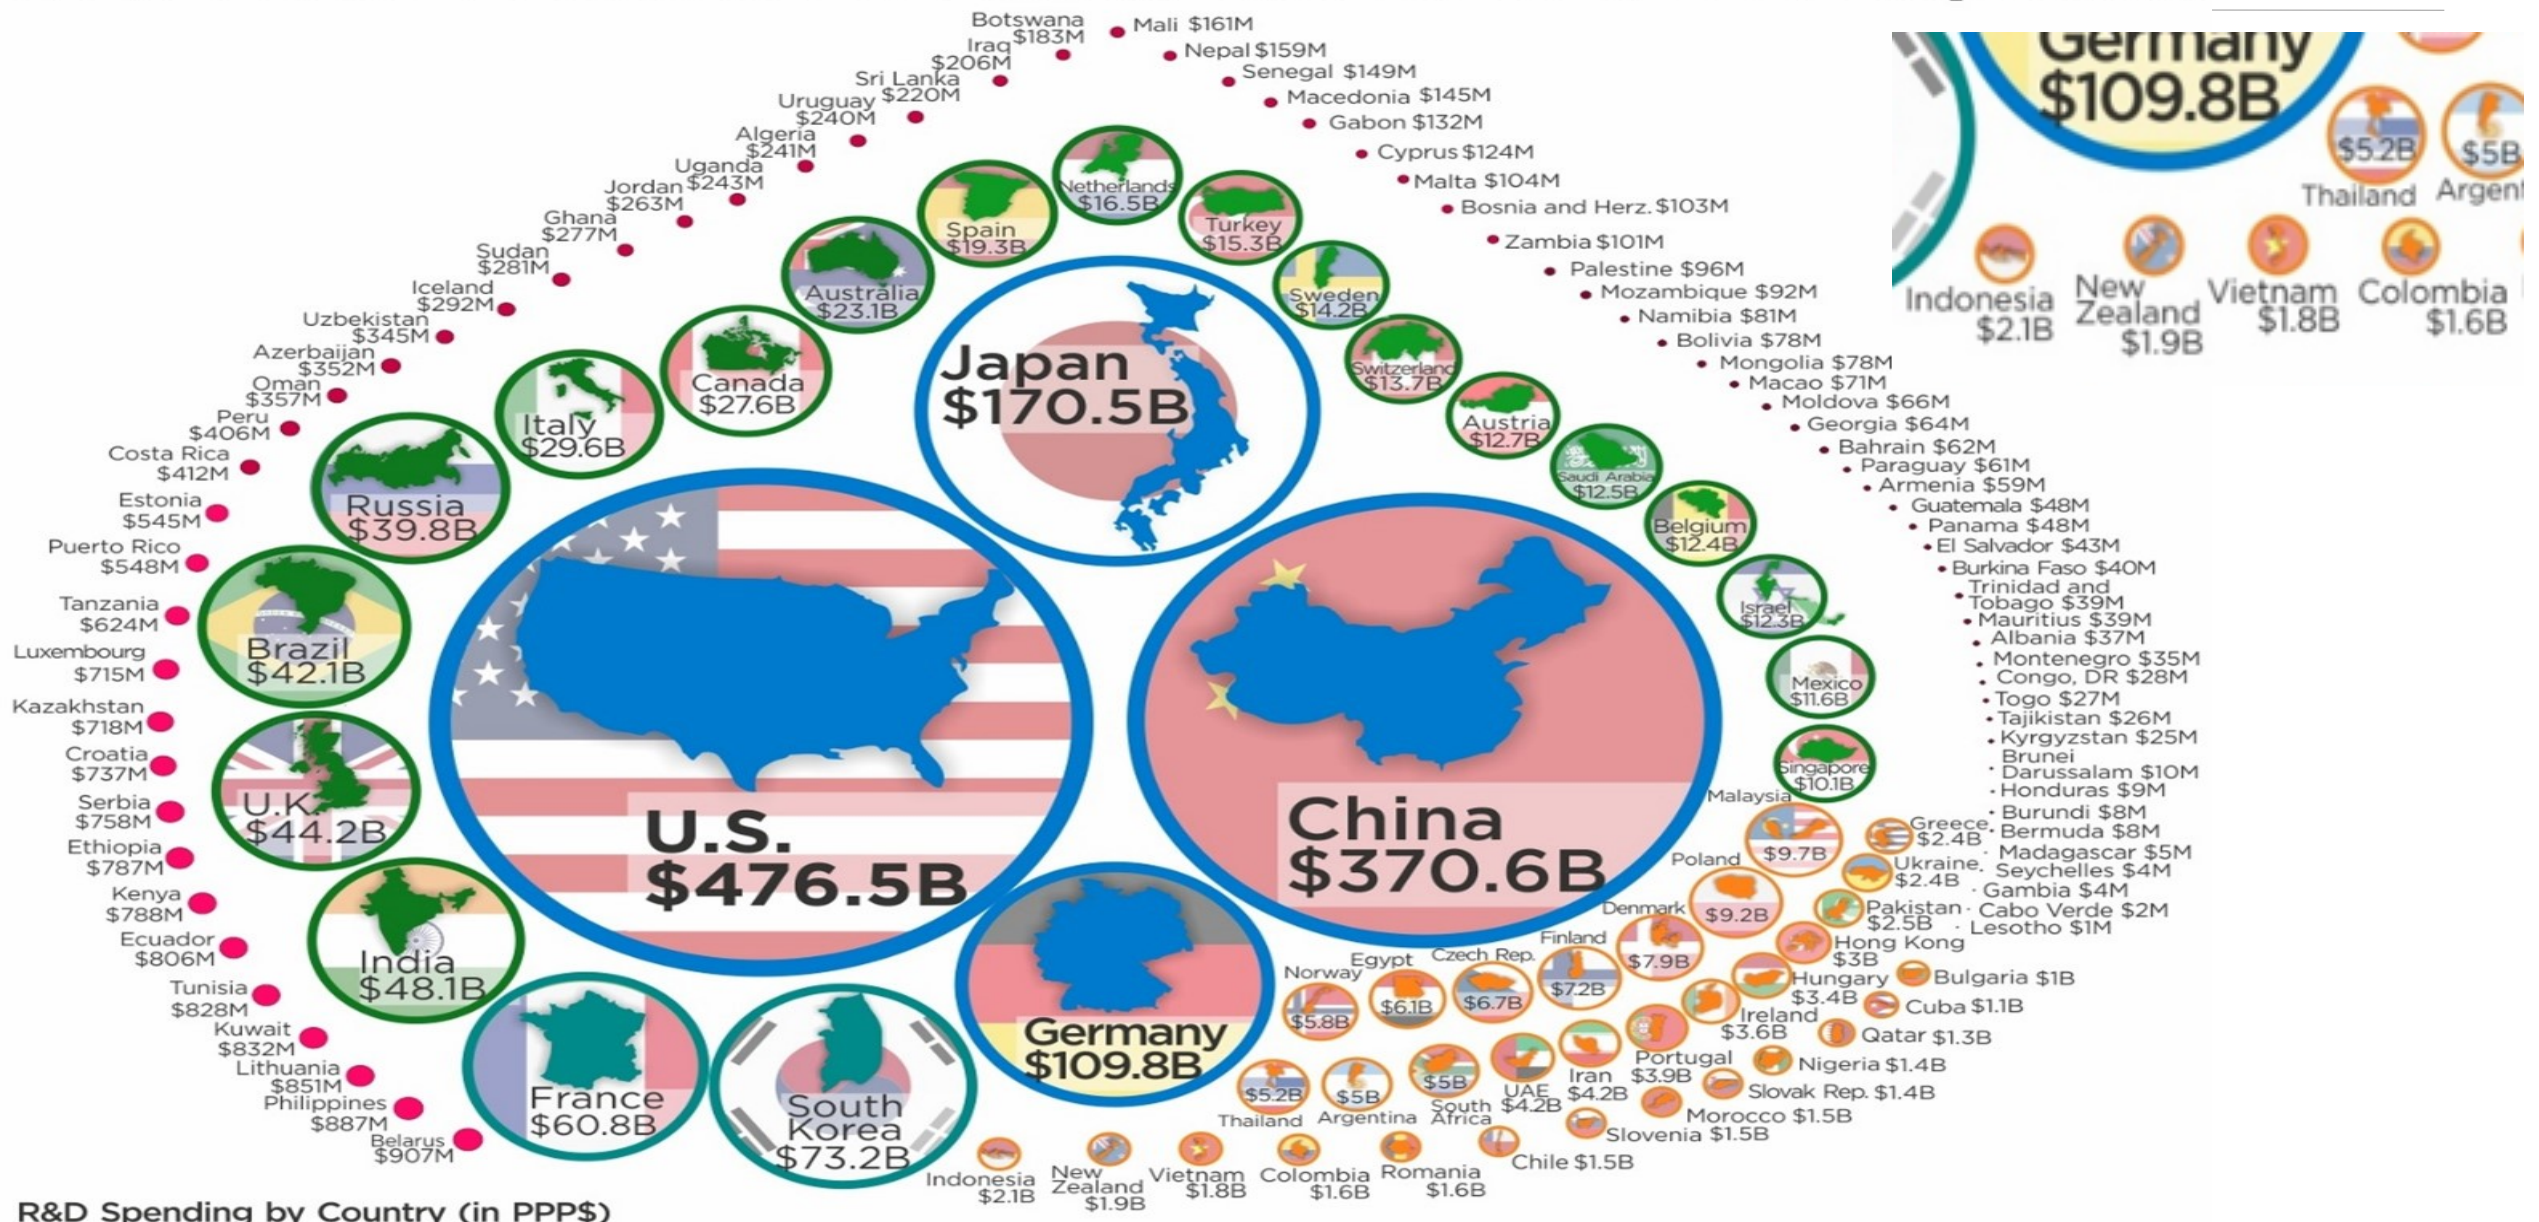 Botswana
$183M
Iraq
$206M
Sri Lanka
$220M
Uruguay
$240M
Algeria
$241M
Uganda
$243M
Jordan
$263M
Ghana
$277M
Sudan
$281M
Iceland
$292M
Uzbekistan
$345M
Azerbaijan
$352M
Oman
$357M
Peru
$406M
Costa Rica
$412M
Estonia
$545M
Puerto Rico
$548M
Tanzania
$624M
Luxembourg
$715M
Kazakhstan
$718M
Croatia
$737M
Serbia
$758M
Ethiopia
$787M
Kenya
$788M
Ecuador
$806M
Tunisia
$828M
Kuwait
$832M
Lithuania
$851M
Philippines
$887M
Belarus
$907M
Mali $161M
Nepal $159M
Senegal $149M
Macedonia $145M
Gabon $132M
Cyprus $124M
Malta $104M
Bosnia and Herz. $103M
Zambia $101M
Palestine $96M
Mozambique $92M
Namibia $81M
Bolivia $78M
Mongolia $78M
Macao $71M
Moldova $66M
Georgia $64M
Bahrain $62M
Paraguay $61M
Armenia $59M
Guatemala $48M
Panama $48M
El Salvador $43M
Burkina Faso $40M
Trinidad and
Tobago $39M
Mauritius $39M
Albania $37M
Montenegro $35M
Congo, DR $28M
Togo $27M
Tajikistan $26M
Kyrgyzstan $25M
Brunei
Darussalam $10M
Honduras $9M
Burundi $8M
Bermuda $8M
Madagascar $5M
Seychelles $4M
Gambia $4M
Cabo Verde $2M
Lesotho $1M
Netherlands
$16.5B
Spain
$19.3B
Turkey
$15.3B
Australia
$23.1B
Sweden
$14.2B
Canada
$27.6B
Switzerland
$13.7B
Italy
$29.6B
Austria
$12.7B
Russia
$39.8B
Saudi Arabia
$12.5B
Belgium
$12.4B
Brazil
$42.1B
Israel
$12.3B
Mexico
$11.6B
U.K.
$44.2B
Singapore
$10.1B
India
$48.1B
France
$60.8B
South
Korea
$73.2B
Japan
$170.5B
U.S.
$476.5B
China
$370.6B
Germany
$109.8B
Malaysia
$9.7B
Poland
$9.2B
Denmark
$7.9B
Finland
$7.2B
Czech Rep.
$6.7B
Egypt
$6.1B
Norway
$5.8B
Thailand
$5.2B
Argentina
$5B
South
Africa
$5B
UAE
$4.2B
Iran
$4.2B
Portugal
$3.9B
Ireland
$3.6B
Hungary
$3.4B
Hong Kong
$3B
Pakistan
$2.5B
Ukraine
$2.4B
Greece
$2.4B
Indonesia
$2.1B
New
Zealand
$1.9B
Vietnam
$1.8B
Colombia
$1.6B
Romania
$1.6B
Chile $1.5B
Slovenia $1.5B
Morocco $1.5B
Slovak Rep. $1.4B
Nigeria $1.4B
Qatar $1.3B
Cuba $1.1B
Bulgaria $1B
R&D Spending by Country (in PPP$)
Germany
$109.8B
$5.2B
Thailand
$5B
Argent
Indonesia
$2.1B
New
Zealand
$1.9B
Vietnam
$1.8B
Colombia
$1.6B